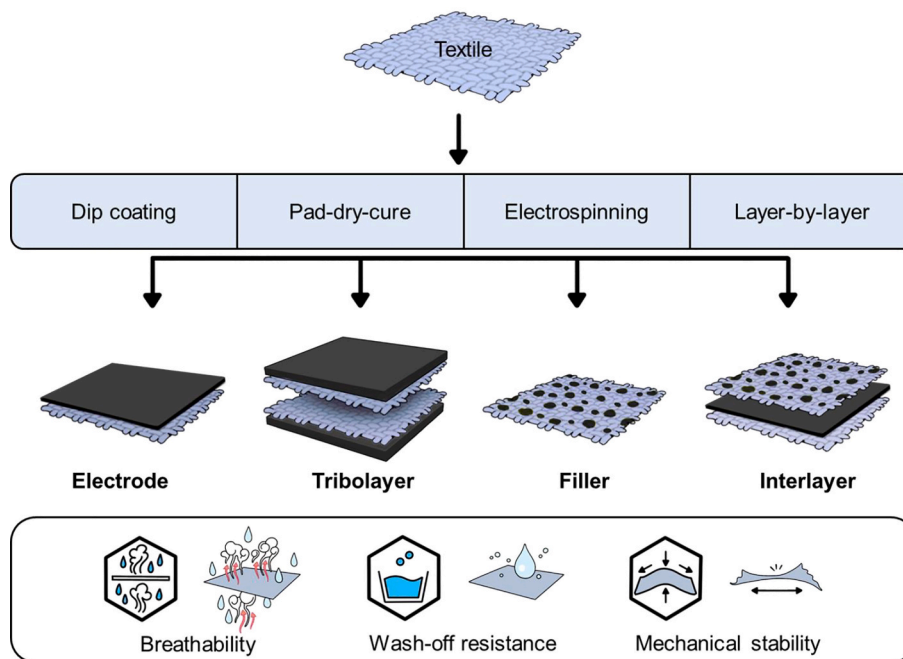 Textile
Dip coating
Pad-dry-cure
Electrospinning
Layer-by-layer
Electrode
Tribolayer
Filler
Interlayer
Breathability
Wash-off resistance
Mechanical stability